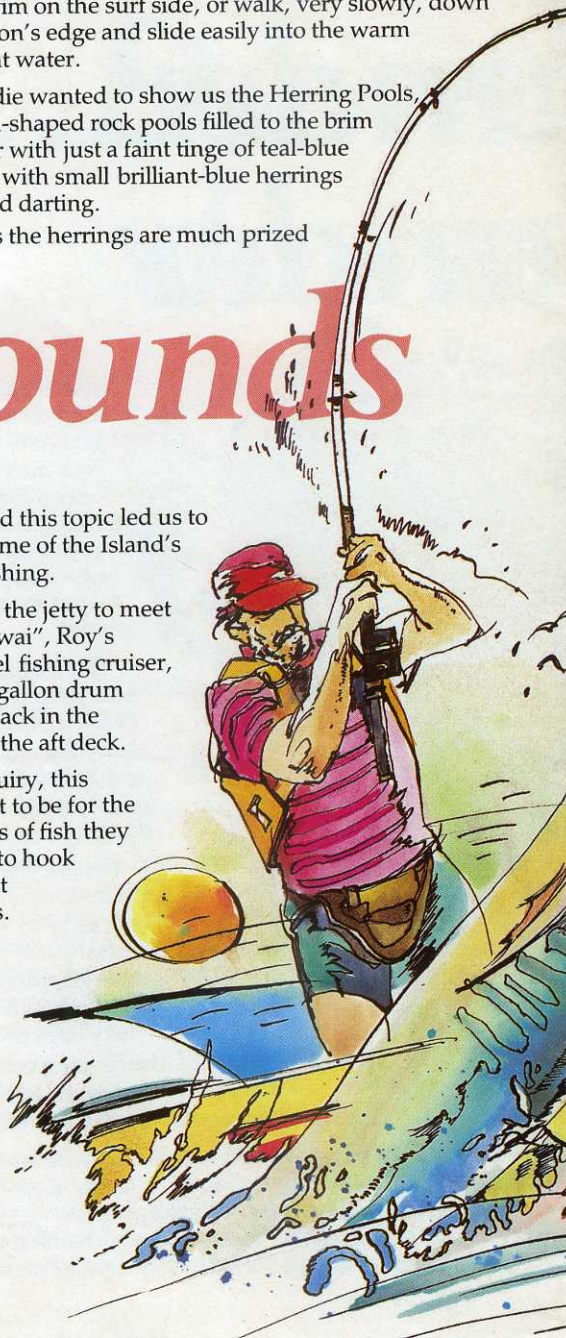 im on the surf side, or walk, very slowly, down
on's edge and slide easily into the warm
t water.
die wanted to show us the Herring Pools,
-shaped rock pools filled to the brim
r with just a faint tinge of teal-blue
with small brilliant-blue herrings
d darting.
s the herrings are much prized
ounds
d this topic led us to
me of the Island's
shing.
the jetty to meet
wai”, Roy's
el fishing cruiser,
gallon drum
ack in the
the aft deck.
uiry, this
t to be for the
s of fish they
to hook
t
s.